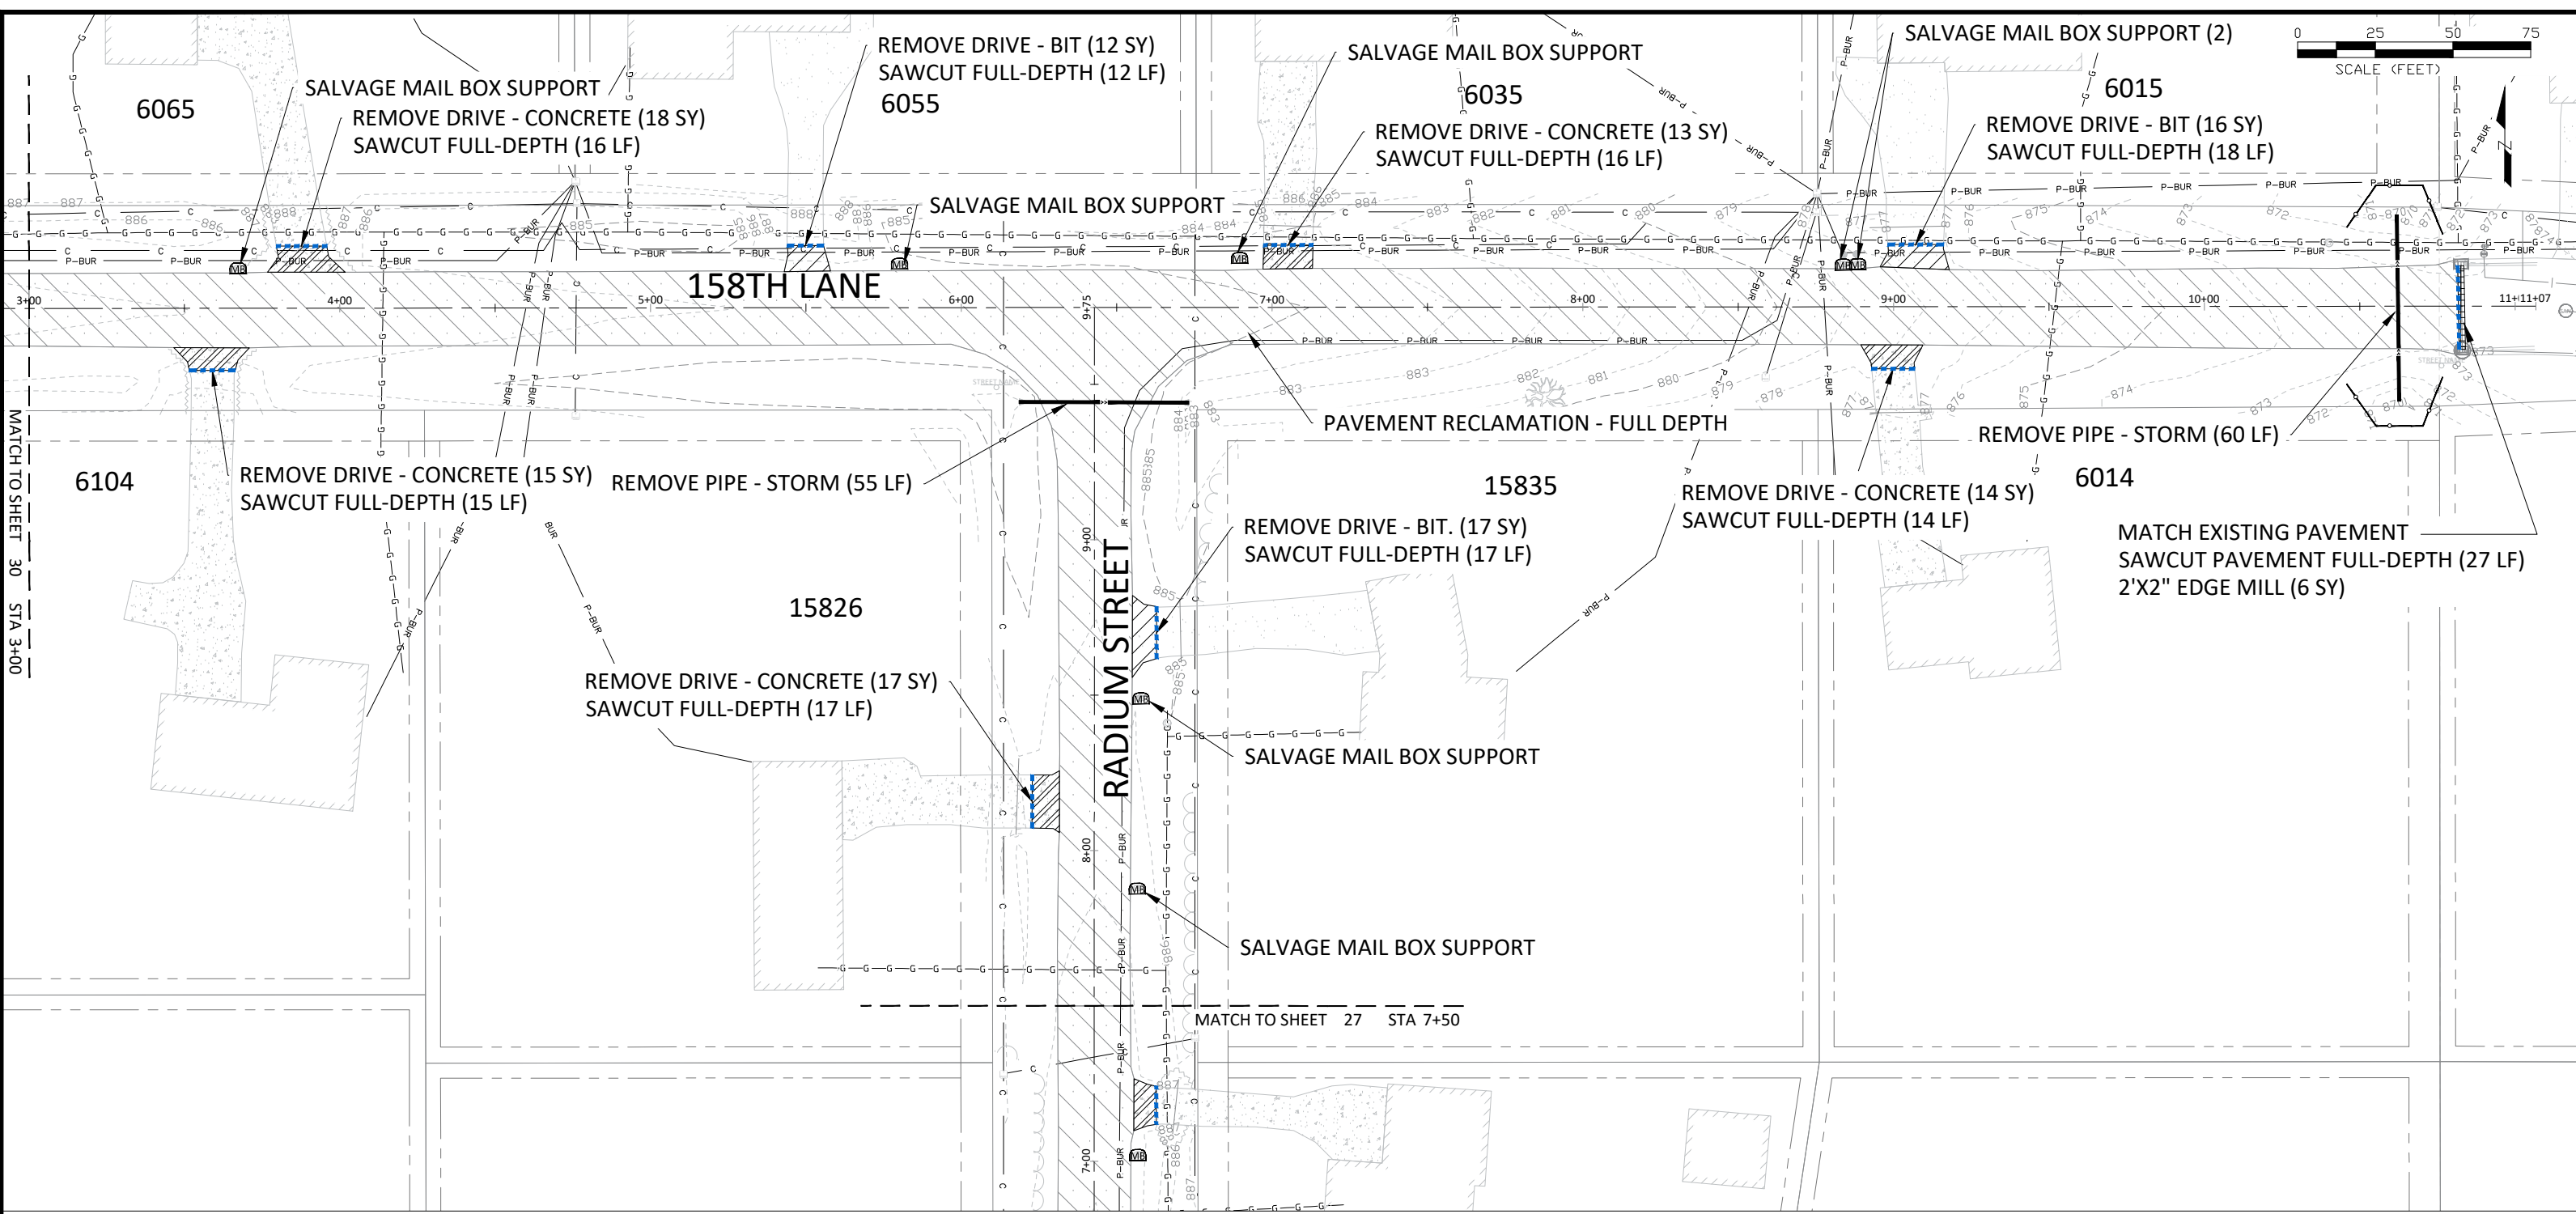 SALVAGE MAIL BOX SUPPORT
REMOVE DRIVE - CONCRETE (18 SY)
SAWCUT FULL-DEPTH (16 LF)
6065
REMOVE DRIVE - BIT (12 SY)
SAWCUT FULL-DEPTH (12 LF)
6055
SALVAGE MAIL BOX SUPPORT
SALVAGE MAIL BOX SUPPORT
6035
REMOVE DRIVE - CONCRETE (13 SY)
SAWCUT FULL-DEPTH (16 LF)
SALVAGE MAIL BOX SUPPORT (2)
6015
REMOVE DRIVE - BIT (16 SY)
SAWCUT FULL-DEPTH (18 LF)
0 25 50 75
SCALE (FEET)
N
158TH LANE
3+00 4+00 5+00 6+00 7+00 8+00 9+00 10+00 11+07
9+75
MATCH TO SHEET 30 STA 3+00
6104
REMOVE DRIVE - CONCRETE (15 SY)
SAWCUT FULL-DEPTH (15 LF)
REMOVE PIPE - STORM (55 LF)
PAVEMENT RECLAMATION - FULL DEPTH
15835
REMOVE DRIVE - BIT. (17 SY)
SAWCUT FULL-DEPTH (17 LF)
REMOVE DRIVE - CONCRETE (14 SY)
SAWCUT FULL-DEPTH (14 LF)
REMOVE PIPE - STORM (60 LF)
6014
MATCH EXISTING PAVEMENT
SAWCUT PAVEMENT FULL-DEPTH (27 LF)
2'X2" EDGE MILL (6 SY)
15826
RADIUM STREET
9+00
8+00
7+00
REMOVE DRIVE - CONCRETE (17 SY)
SAWCUT FULL-DEPTH (17 LF)
SALVAGE MAIL BOX SUPPORT
SALVAGE MAIL BOX SUPPORT
MATCH TO SHEET 27 STA 7+50